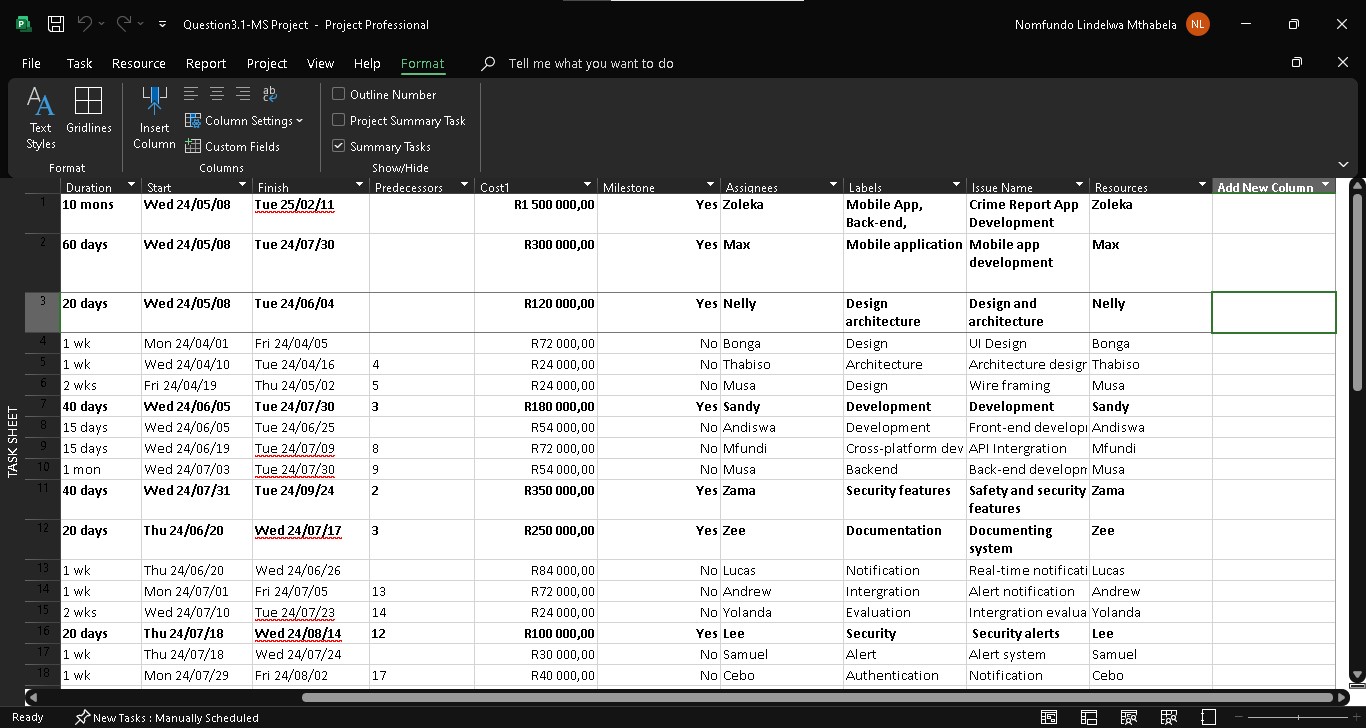 Question3.1-MS Project - Project Professional
Nomfundo Lindelwa Mthabela NL
File Task Resource Report Project View Help Format Tell me what you want to do
Text Styles
Gridlines
Format
Insert Column
Column Settings
Custom Fields
Columns
Outline Number
Project Summary Task
Summary Tasks
Show/Hide
Duration Start Finish Predecessors Cost1 Milestone Assignees Labels Issue Name Resources Add New Column
1 10 mons Wed 24/05/08 Tue 25/02/11 R1 500 000,00 Yes Zoleka Mobile App, Back-end, Crime Report App Development Zoleka
2 60 days Wed 24/05/08 Tue 24/07/30 R300 000,00 Yes Max Mobile application Mobile app development Max
3 20 days Wed 24/05/08 Tue 24/06/04 R120 000,00 Yes Nelly Design architecture Design and architecture Nelly
4 1 wk Mon 24/04/01 Fri 24/04/05 R72 000,00 No Bonga Design UI Design Bonga
5 1 wk Wed 24/04/10 Tue 24/04/16 4 R24 000,00 No Thabiso Architecture Architecture desigr Thabiso
6 2 wks Fri 24/04/19 Thu 24/05/02 5 R24 000,00 No Musa Design Wire framing Musa
7 40 days Wed 24/06/05 Tue 24/07/30 3 R180 000,00 Yes Sandy Development Development Sandy
8 15 days Wed 24/06/05 Tue 24/06/25 R54 000,00 No Andiswa Development Front-end develop Andiswa
9 15 days Wed 24/06/19 Tue 24/07/09 8 R72 000,00 No Mfundi Cross-platform dev API Intergration Mfundi
10 1 mon Wed 24/07/03 Tue 24/07/30 9 R54 000,00 No Musa Backend Back-end developm Musa
11 40 days Wed 24/07/31 Tue 24/09/24 2 R350 000,00 Yes Zama Security features Safety and security features Zama
12 20 days Thu 24/06/20 Wed 24/07/17 3 R250 000,00 Yes Zee Documentation Documenting system Zee
13 1 wk Thu 24/06/20 Wed 24/06/26 R84 000,00 No Lucas Notification Real-time notificati Lucas
14 1 wk Mon 24/07/01 Fri 24/07/05 13 R72 000,00 No Andrew Intergration Alert notification Andrew
15 2 wks Wed 24/07/10 Tue 24/07/23 14 R24 000,00 No Yolanda Evaluation Intergration evalua Yolanda
16 20 days Thu 24/07/18 Wed 24/08/14 12 R100 000,00 Yes Lee Security Security alerts Lee
17 1 wk Thu 24/07/18 Wed 24/07/24 R30 000,00 No Samuel Alert Alert system Samuel
18 1 wk Mon 24/07/29 Fri 24/08/02 17 R40 000,00 No Cebo Authentication Notification Cebo
TASK SHEET
Ready New Tasks : Manually Scheduled